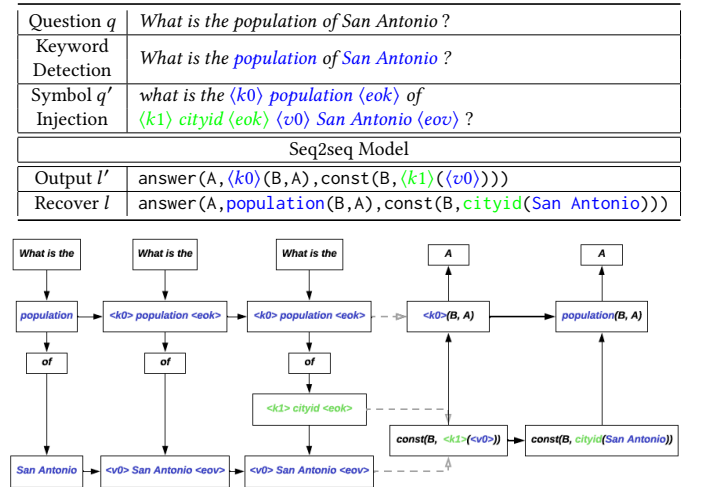 Question q What is the population of San Antonio ?
Keyword
Detection What is the population of San Antonio ?
Symbol q′ what is the ⟨k0⟩ population ⟨eok⟩ of
Injection ⟨k1⟩ cityid ⟨eok⟩ ⟨v0⟩ San Antonio ⟨eov⟩ ?
Seq2seq Model
Output l′ answer(A,⟨k0⟩(B,A),const(B,⟨k1⟩(⟨v0⟩)))
Recover l answer(A,population(B,A),const(B,cityid(San Antonio)))
What is the What is the What is the A A
population <k0> population <eok> <k0> population <eok> <k0>(B, A) population(B, A)
of of of
<k1> cityid <eok>
const(B, <k1>(<v0>)) const(B, cityid(San Antonio))
San Antonio <v0> San Antonio <eov> <v0> San Antonio <eov>